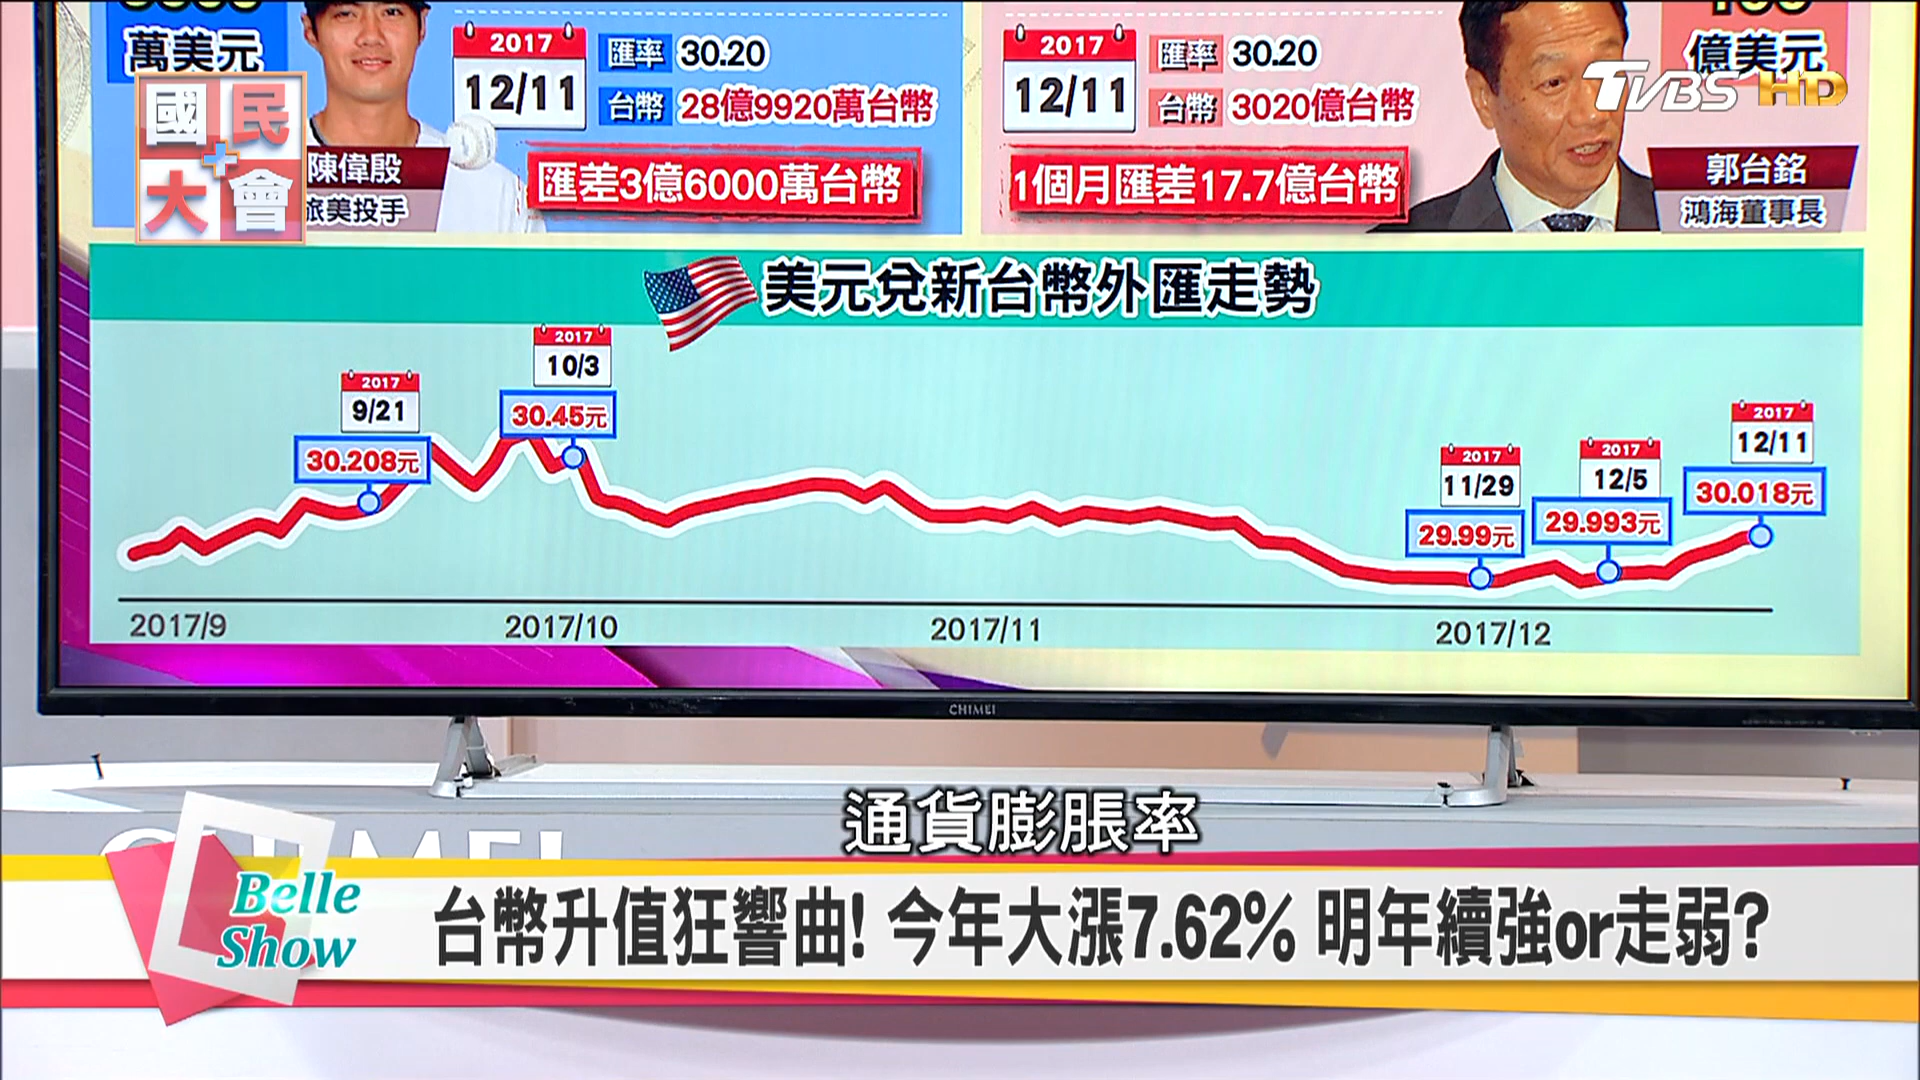 萬美元
2017
12/11
匯率 30.20
台幣 28億9920萬台幣
匯差3億6000萬台幣
陳偉殷
旅美投手
2017
12/11
匯率 30.20
台幣 3020億台幣
1個月匯差17.7億台幣
億美元
郭台銘
鴻海董事長
TVBS HD
國民大會
美元兌新台幣外匯走勢
2017
9/21
30.208元
2017
10/3
30.45元
2017
11/29
29.99元
2017
12/5
29.993元
2017
12/11
30.018元
2017/9
2017/10
2017/11
2017/12
CHIMEI
通貨膨脹率
CHIMEI
Belle
Show
台幣升值狂響曲! 今年大漲7.62% 明年續強or走弱?